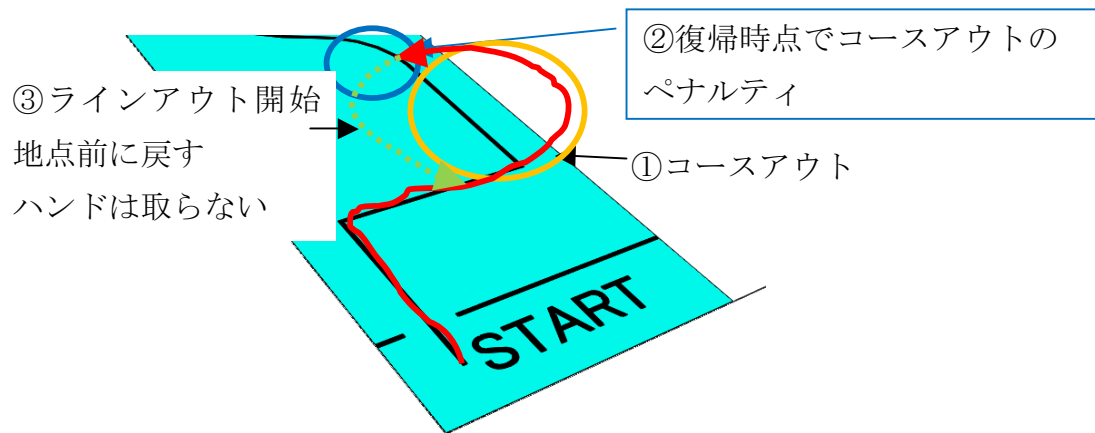 ②復帰時点でコースアウトの
ペナルティ
③ラインアウト開始
地点前に戻す
ハンドは取らない
①コースアウト
START